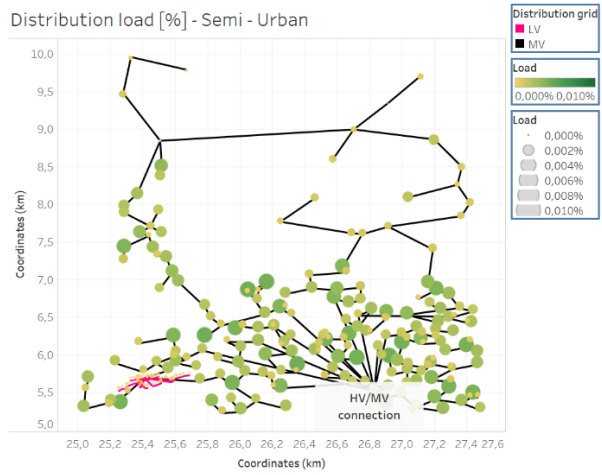 Distribution load [%] - Semi - Urban
Distribution grid
LV
MV
Load
0,000% 0,010%
Load
0,000%
0,002%
0,004%
0,006%
0,008%
0,010%
Coordinates (km)
10,0
9,5
9,0
8,5
8,0
7,5
7,0
6,5
6,0
5,5
5,0
HV/MV
connection
25,0 25,2 25,4 25,6 25,8 26,0 26,2 26,4 26,6 26,8 27,0 27,2 27,4 27,6
Coordinates (km)